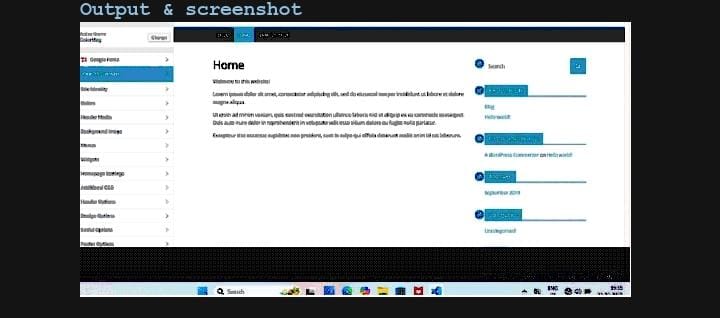 Output & screenshot
Active theme
ColorMag
Change
Google Fonts
Site Identity
Colors
Header Media
Background Image
Menus
Widgets
Homepage Settings
Additional CSS
Header Options
Design Options
Social Options
Footer Options
Home
Welcome to this website!
Lorem ipsum dolor sit amet, consectetur adipiscing elit, sed do eiusmod tempor incididunt ut labore et dolore
magna aliqua.
Ut enim ad minim veniam, quis nostrud exercitation ullamco laboris nisi ut aliquip ex ea commodo consequat.
Duis aute irure dolor in reprehenderit in voluptate velit esse cillum dolore eu fugiat nulla pariatur.
Excepteur sint occaecat cupidatat non proident, sunt in culpa qui officia deserunt mollit anim id est laborum.
Search
Blog
Hello world!
A WordPress Commenter on Hello world!
September 2019
Uncategorised
Search
ENG